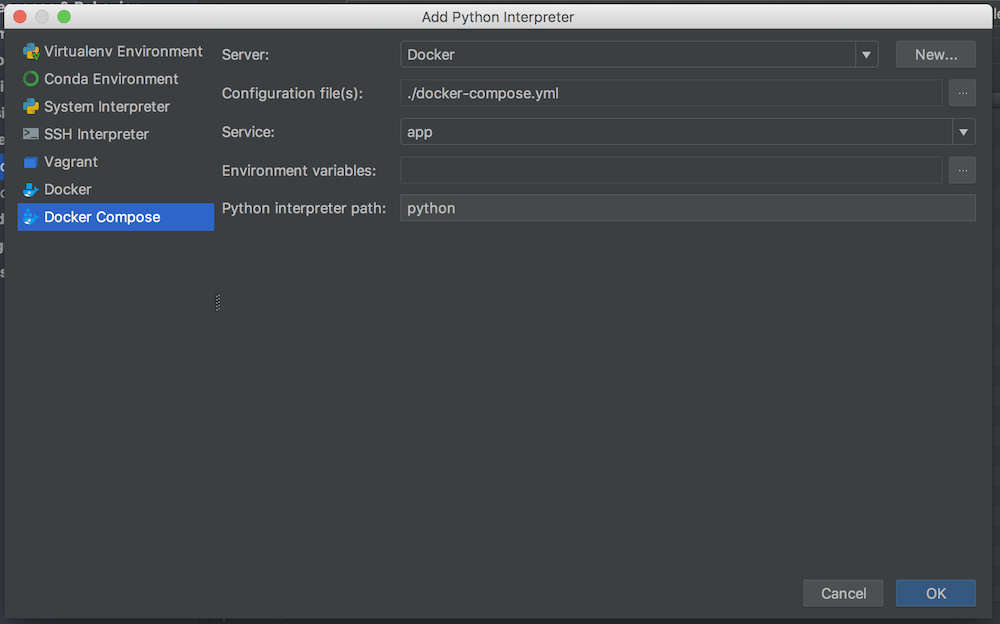 Add Python Interpreter
Virtualenv Environment
Conda Environment
System Interpreter
SSH Interpreter
Vagrant
Docker
Docker Compose
Server:
Docker
New...
Configuration file(s):
./docker-compose.yml
...
Service:
app
Environment variables:
...
Python interpreter path:
python
Cancel
OK